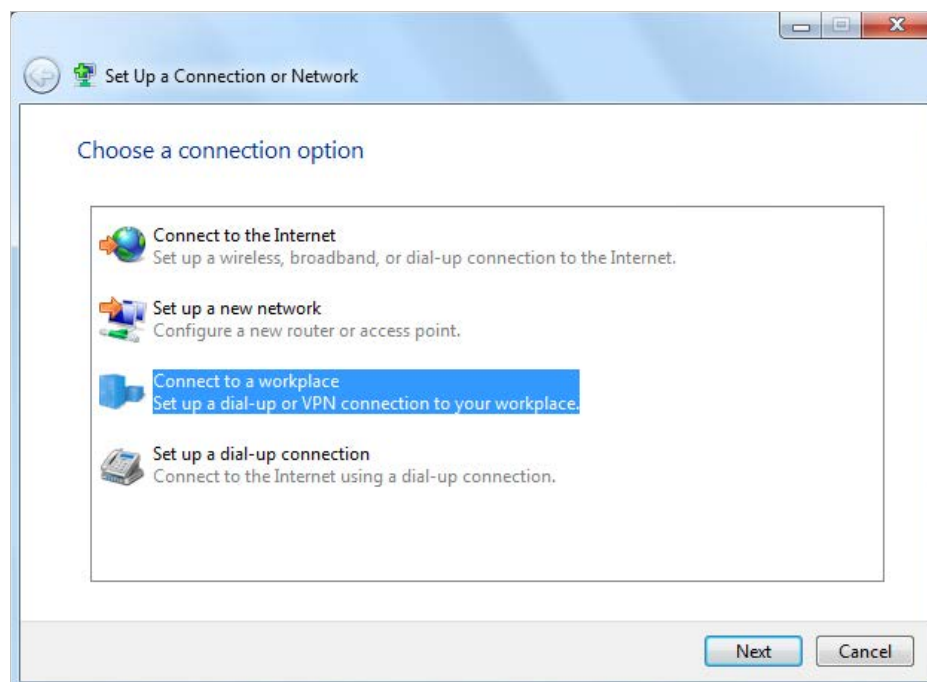 Set Up a Connection or Network
Choose a connection option
Connect to the Internet
Set up a wireless, broadband, or dial-up connection to the Internet.
Set up a new network
Configure a new router or access point.
Connect to a workplace
Set up a dial-up or VPN connection to your workplace.
Set up a dial-up connection
Connect to the Internet using a dial-up connection.
Next Cancel